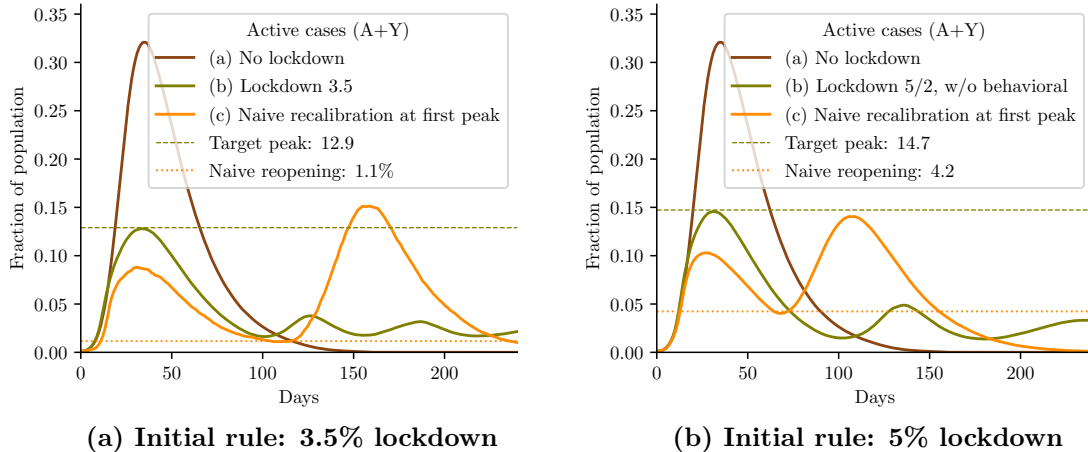 Active cases (A+Y)
(a) No lockdown
(b) Lockdown 3.5
(c) Naive recalibration at first peak
Target peak: 12.9
Naive reopening: 1.1%
0.35
0.30
0.25
0.20
0.15
0.10
0.05
0.00
Fraction of population
0 50 100 150 200
Days
(a) Initial rule: 3.5% lockdown
Active cases (A+Y)
(a) No lockdown
(b) Lockdown 5/2, w/o behavioral
(c) Naive recalibration at first peak
Target peak: 14.7
Naive reopening: 4.2
0.35
0.30
0.25
0.20
0.15
0.10
0.05
0.00
Fraction of population
0 50 100 150 200
Days
(b) Initial rule: 5% lockdown